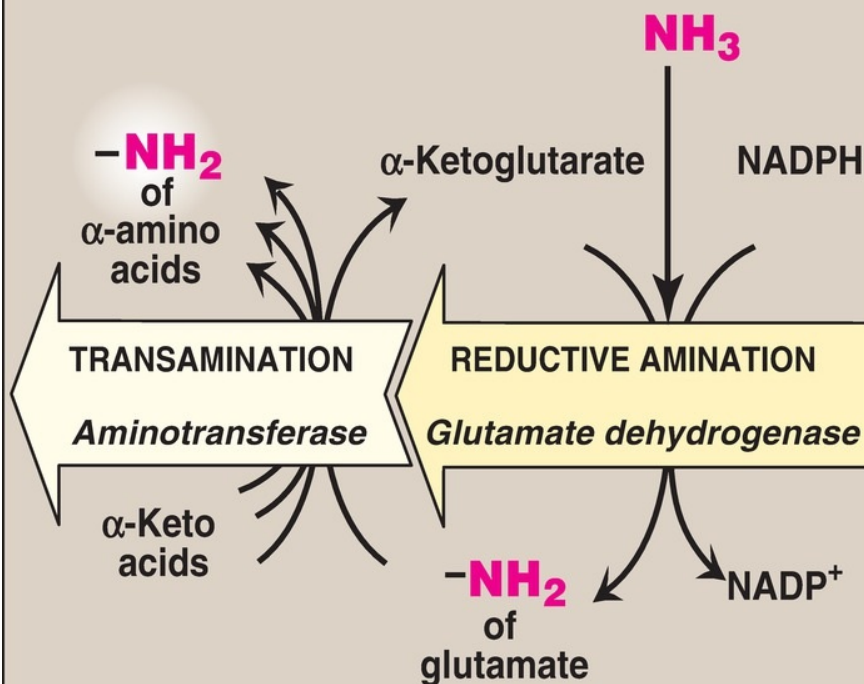 NH₃
–NH₂
of
α-amino
acids
α-Ketoglutarate
NADPH
TRANSAMINATION
Aminotransferase
REDUCTIVE AMINATION
Glutamate dehydrogenase
α-Keto
acids
–NH₂
of
glutamate
NADP⁺